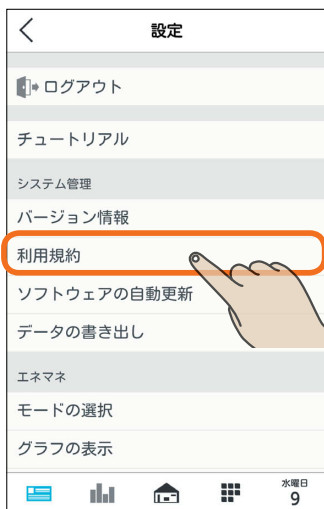 設定
ログアウト
チュートリアル
システム管理
バージョン情報
利用規約
ソフトウェアの自動更新
データの書き出し
エネマネ
モードの選択
グラフの表示
水曜日
9